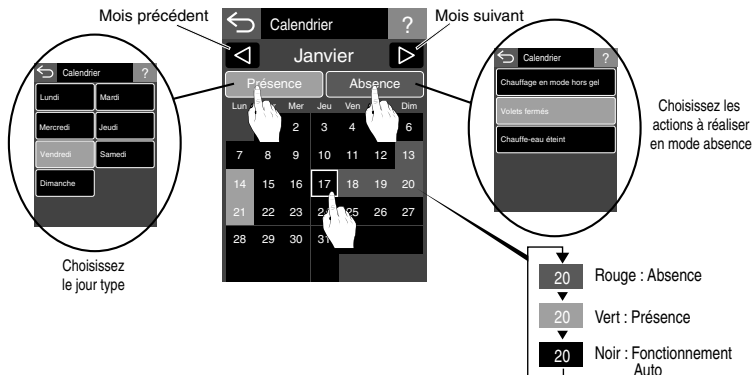 Mois précédent
Mois suivant
Calendrier ?
Janvier
Présence Absence
Lun Mer Jeu Ven Dim
2 3 4 6
7 8 9 10 11 12 13
14 15 16 17 18 19 20
21 22 23 24 25 26 27
28 29 30 31
Calendrier ?
Lundi Mardi
Mercredi Jeudi
Vendredi Samedi
Dimanche
Choisissez
le jour type
Calendrier ?
Chauffage en mode hors gel
Volets fermés
Chauffe-eau éteint
Choisissez les
actions à réaliser
en mode absence
20 Rouge : Absence
20 Vert : Présence
20 Noir : Fonctionnement
Auto